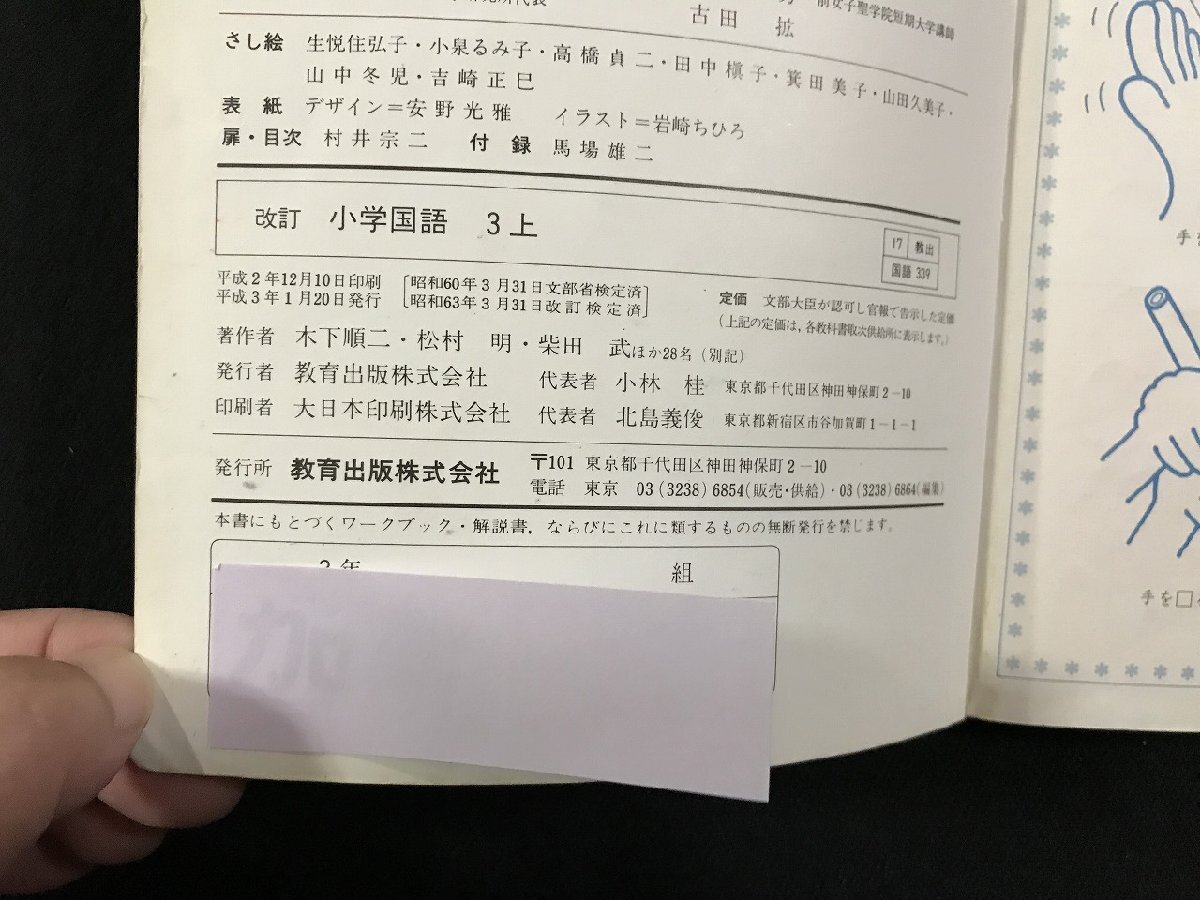 前女子聖学院短期大学講師
古田 拡
さし絵 生悦住弘子・小泉るみ子・高橋貞二・田中槇子・箕田美子・山田久美子・
山中冬児・吉崎正巳
表紙 デザイン=安野光雅 イラスト=岩崎ちひろ
扉・目次 村井宗二 付録 馬場雄二
改訂 小学国語 3上
17 教出
国語 339
平成2年12月10日印刷 〔昭和60年3月31日文部省検定済〕
平成3年1月20日発行 〔昭和63年3月31日改訂検定済〕
定価 文部大臣が認可し官報で告示した定価
(上記の定価は,各教科書取次供給所に表示します。)
著作者 木下順二・松村 明・柴田 武ほか28名(別記)
発行者 教育出版株式会社 代表者 小林 桂 東京都千代田区神田神保町2-10
印刷者 大日本印刷株式会社 代表者 北島義俊 東京都新宿区市谷加賀町1-1-1
発行所 教育出版株式会社 〒101 東京都千代田区神田神保町2-10
電話 東京 03(3238)6854(販売・供給)・03(3238)6864(編集)
本書にもとづくワークブック・解説書,ならびにこれに類するものの無断発行を禁じます。
3年 組
手を
手を□